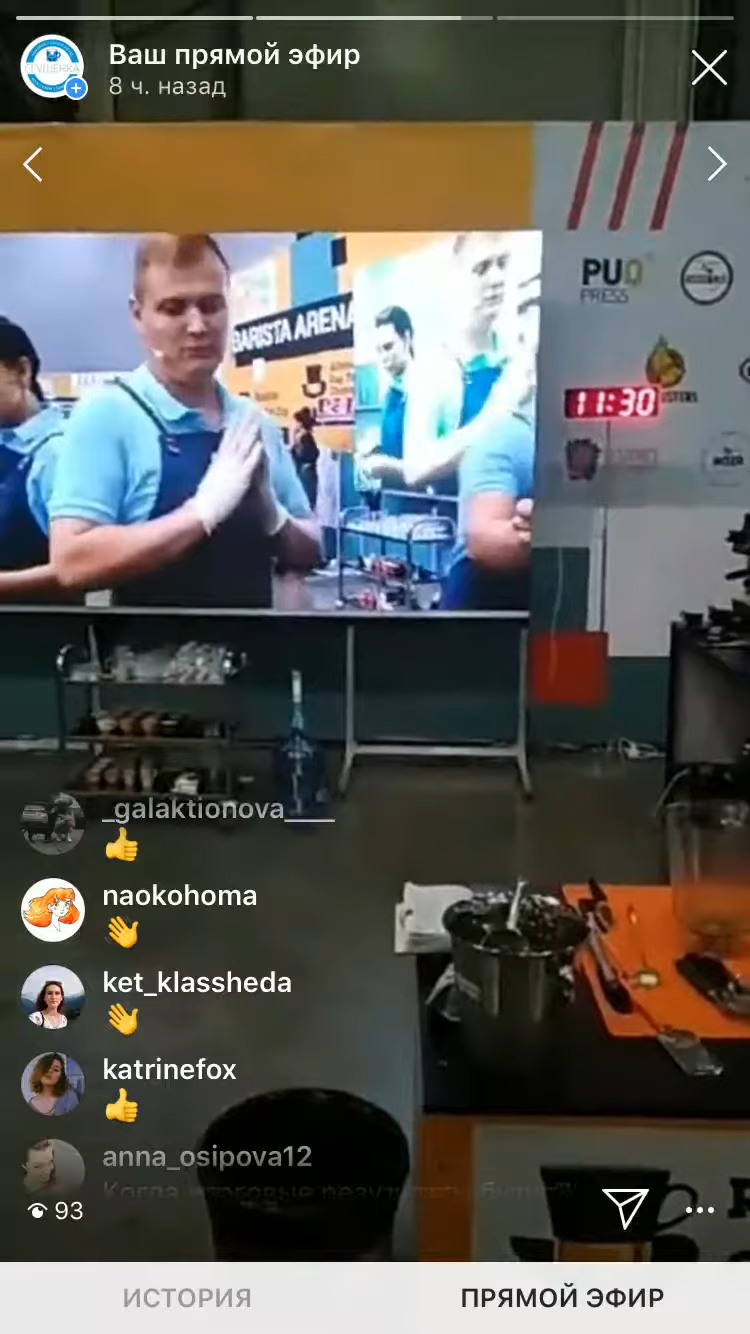 Ваш прямой эфир
8 ч. назад
PUQ
PRESS
BARISTA ARENA
11:30
_galaktionova___
naokohoma
ket_klassheda
katrinefox
anna_osipova12
93
ИСТОРИЯ
ПРЯМОЙ ЭФИР